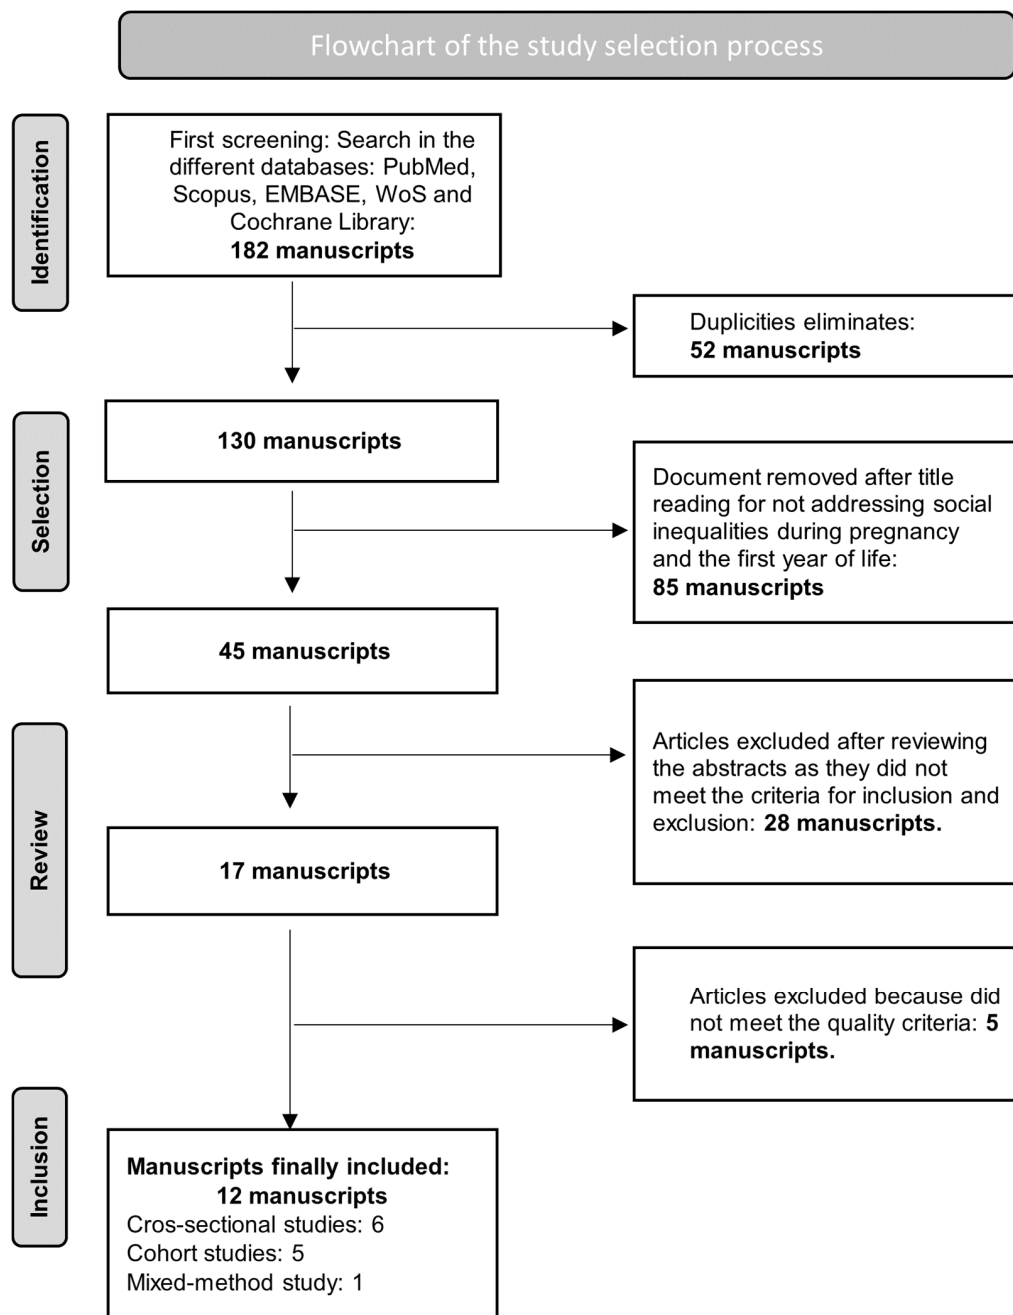 Flowchart of the study selection process
Identification
First screening: Search in the
different databases: PubMed,
Scopus, EMBASE, WoS and
Cochrane Library:
182 manuscripts
Duplicities eliminates:
52 manuscripts
Selection
130 manuscripts
Document removed after title
reading for not addressing social
inequalities during pregnancy
and the first year of life:
85 manuscripts
45 manuscripts
Review
Articles excluded after reviewing
the abstracts as they did not
meet the criteria for inclusion and
exclusion: 28 manuscripts.
17 manuscripts
Articles excluded because did
not meet the quality criteria: 5
manuscripts.
Inclusion
Manuscripts finally included:
12 manuscripts
Cros-sectional studies: 6
Cohort studies: 5
Mixed-method study: 1